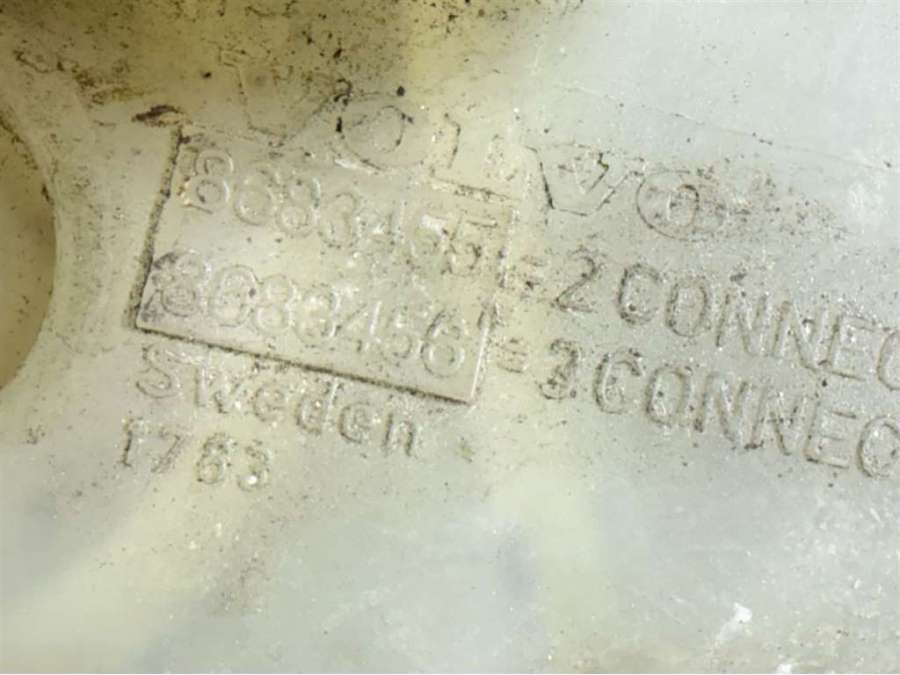 VOLVO
8683455 = 2 CONNEC
8683456 = 3 CONNEC
Sweden
1763